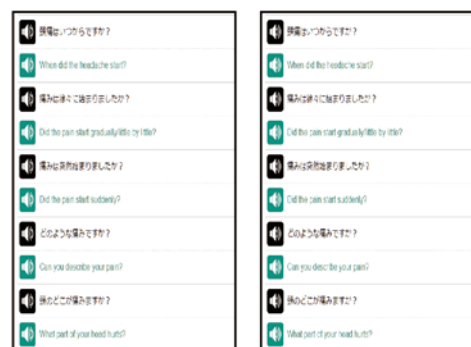 頭痛はいつからですか？
When did the headache start?
痛みは徐々に始まりましたか？
Did the pain start gradually/little by little?
痛みは突然始まりましたか？
Did the pain start suddenly?
どのような痛みですか？
Can you describe your pain?
頭のどこが痛みますか？
What part of your head hurts?
頭痛はいつからですか？
When did the headache start?
痛みは徐々に始まりましたか？
Did the pain start gradually/little by little?
痛みは突然始まりましたか？
Did the pain start suddenly?
どのような痛みですか？
Can you describe your pain?
頭のどこが痛みますか？
What part of your head hurts?